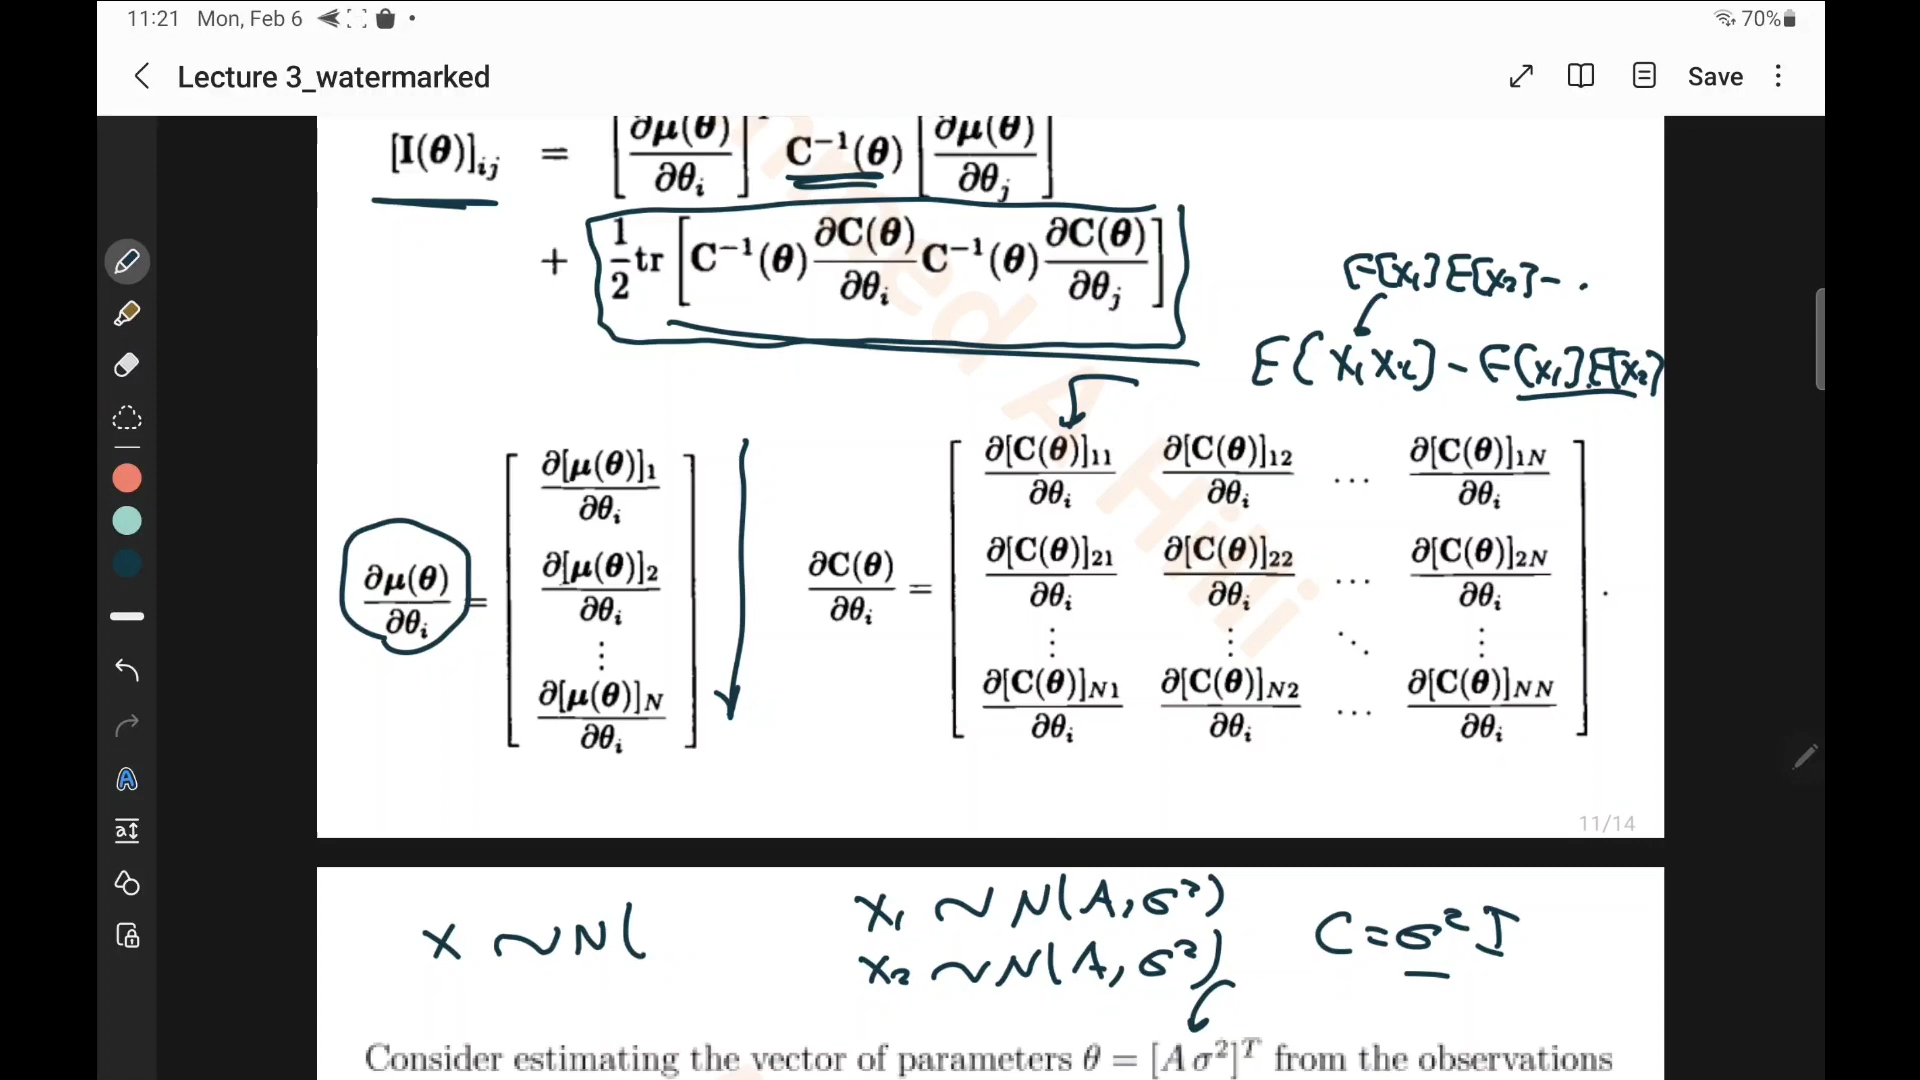 11:21 Mon, Feb 6 70%
Lecture 3_watermarked
Save
[I(θ)]ij = [∂μ(θ)/∂θi]ᵀ C⁻¹(θ) [∂μ(θ)/∂θj]
+ 1/2 tr [C⁻¹(θ) ∂C(θ)/∂θi C⁻¹(θ) ∂C(θ)/∂θj]
E[x₁] E[x₂] - .
E[x₁x₂] - E[x₁].E[x₂]
∂μ(θ)/∂θi = [∂[μ(θ)]1/∂θi
∂[μ(θ)]2/∂θi
⋮
∂[μ(θ)]N/∂θi]
∂C(θ)/∂θi = [∂[C(θ)]11/∂θi ∂[C(θ)]12/∂θi ... ∂[C(θ)]1N/∂θi
∂[C(θ)]21/∂θi ∂[C(θ)]22/∂θi ... ∂[C(θ)]2N/∂θi
⋮ ⋮ ⋱ ⋮
∂[C(θ)]N1/∂θi ∂[C(θ)]N2/∂θi ... ∂[C(θ)]NN/∂θi].
11/14
x ~ N(
x₁ ~ N(A, σ²)
x₂ ~ N(A, σ²)
C = σ² I
Consider estimating the vector of parameters θ = [A σ²]ᵀ from the observations